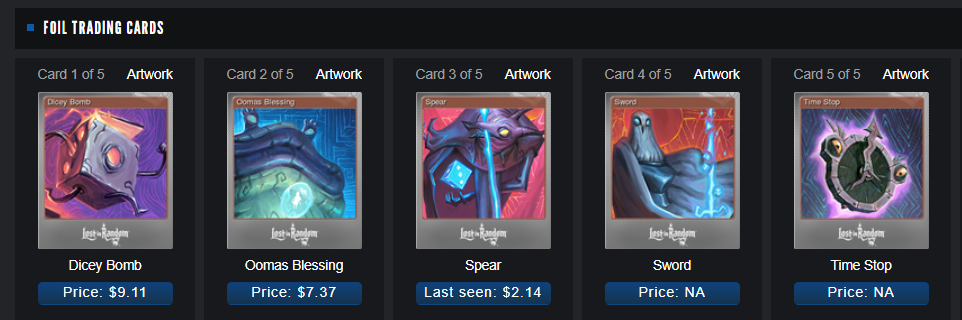 FOIL TRADING CARDS
Card 1 of 5 Artwork
Dicey Bomb
Lost in Random
Dicey Bomb
Price: $9.11
Card 2 of 5 Artwork
Oomas Blessing
Lost in Random
Oomas Blessing
Price: $7.37
Card 3 of 5 Artwork
Spear
Lost in Random
Spear
Last seen: $2.14
Card 4 of 5 Artwork
Sword
Lost in Random
Sword
Price: NA
Card 5 of 5 Artwork
Time Stop
Lost in Random
Time Stop
Price: NA